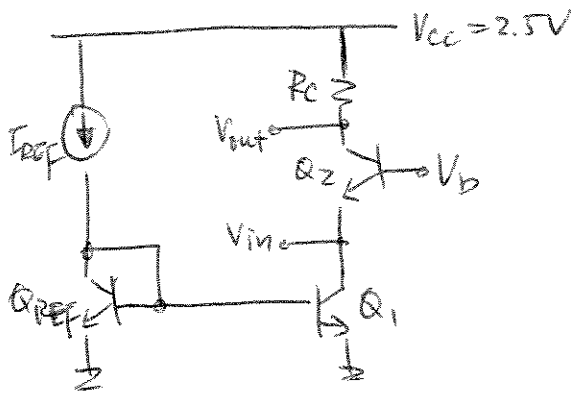 Vcc = 2.5V
Rc
IREF
Vout
Q2
Vb
Vin
QREF
Q1